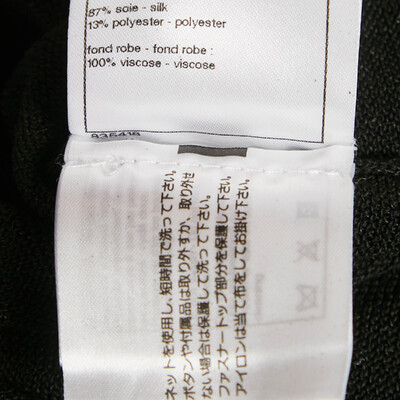 87% soie - silk
13% polyester - polyester
fond robe - fond robe :
100% viscose - viscose
ネットを使用し、短時間で洗って下さい。
ボタンや付属品は取り外すか、取り外せ
ない場合は保護して洗って下さい。
ファスナートップ部分を保護して下さい。
アイロンは当て布をしてお掛け下さい。